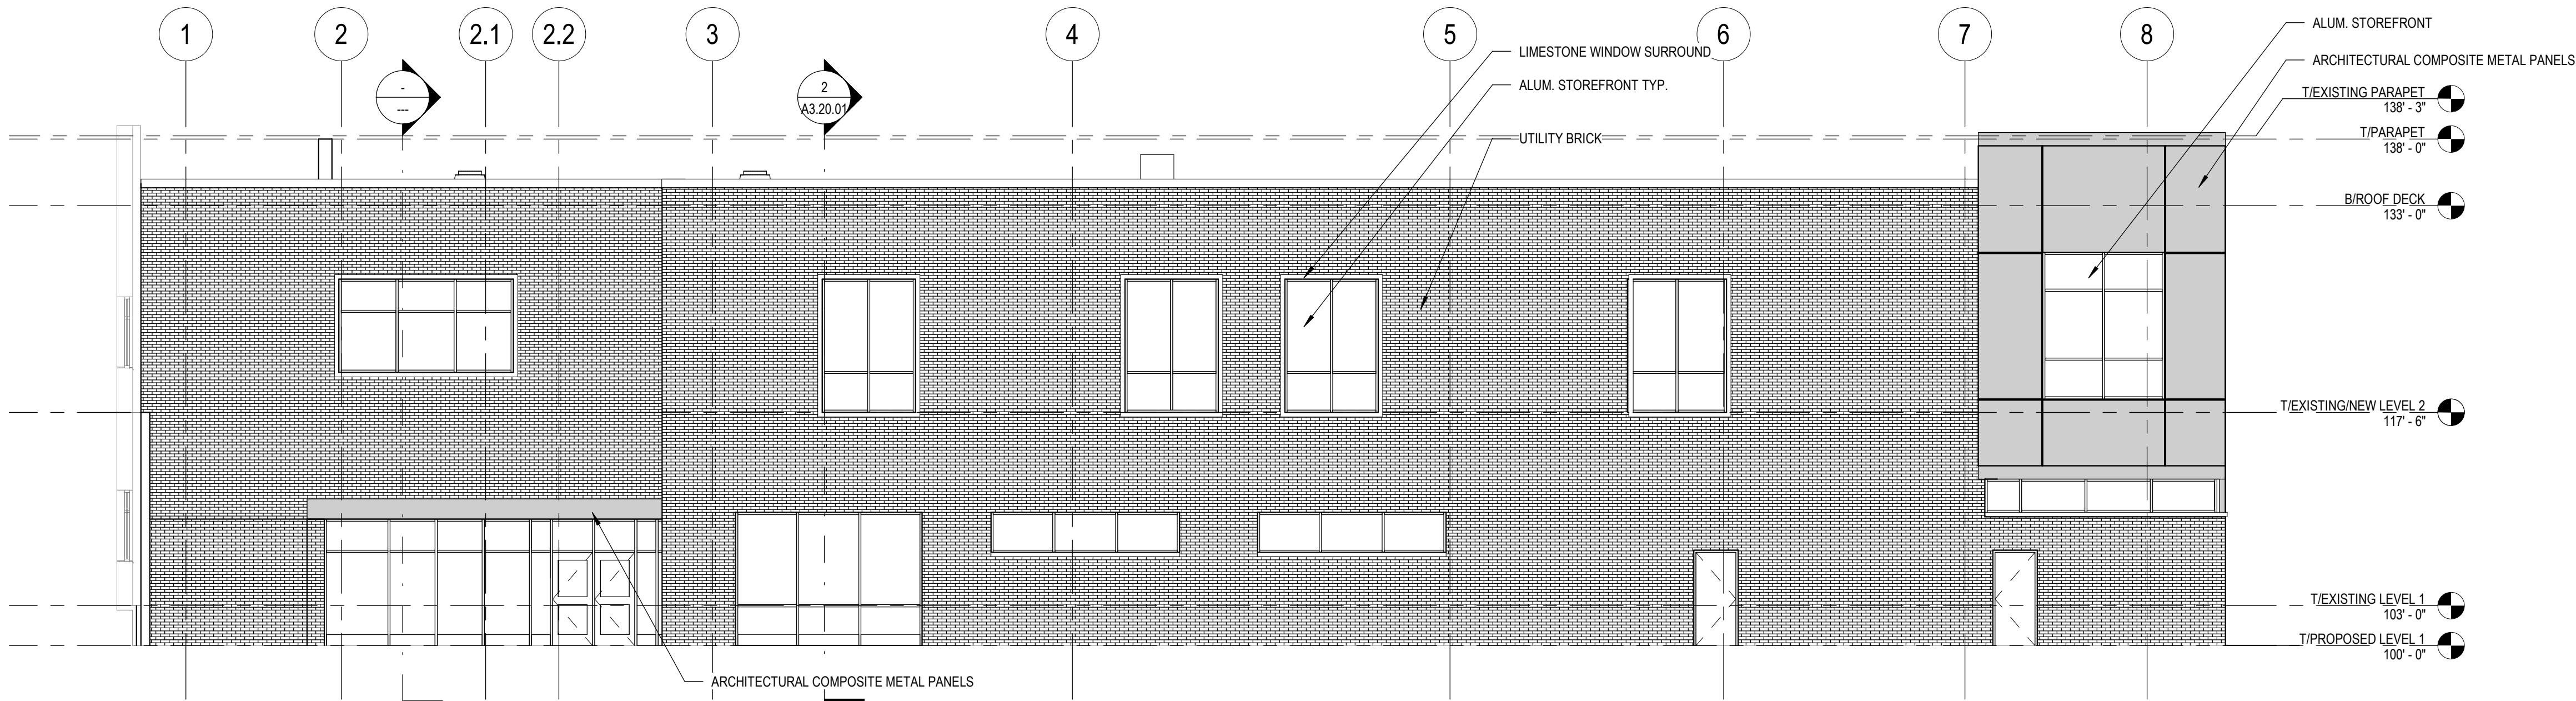 1
2
2.1
2.2
3
4
5
6
7
8
-
---
2
A3.20.01
LIMESTONE WINDOW SURROUND
ALUM. STOREFRONT TYP.
UTILITY BRICK
ALUM. STOREFRONT
ARCHITECTURAL COMPOSITE METAL PANELS
T/EXISTING PARAPET
138' - 3"
T/PARAPET
138' - 0"
B/ROOF DECK
133' - 0"
T/EXISTING/NEW LEVEL 2
117' - 6"
T/EXISTING LEVEL 1
103' - 0"
T/PROPOSED LEVEL 1
100' - 0"
ARCHITECTURAL COMPOSITE METAL PANELS